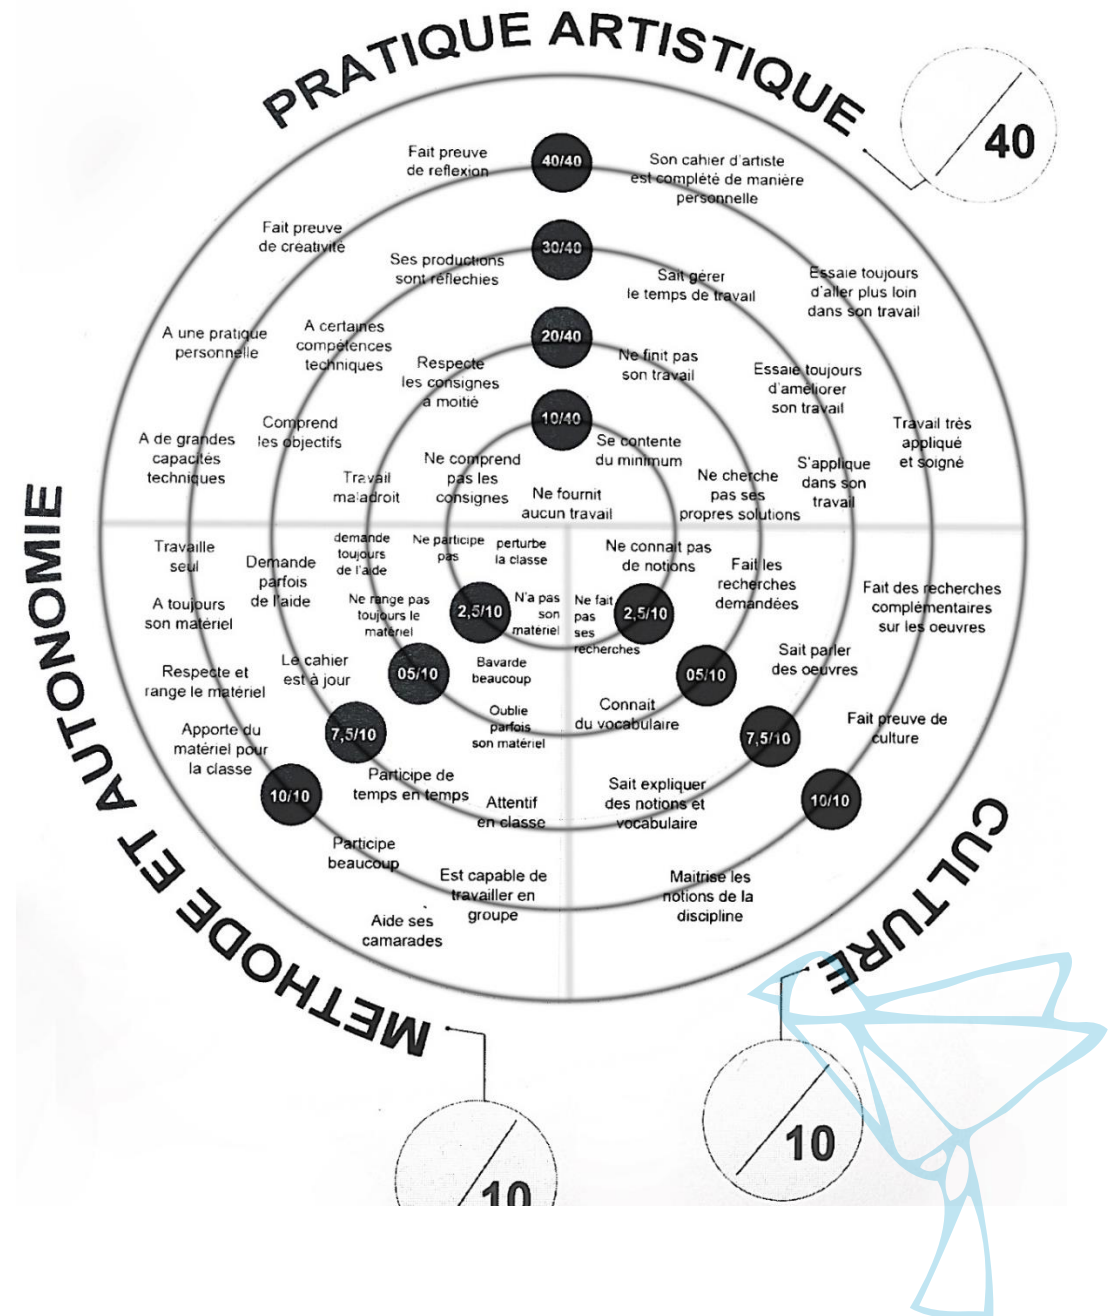 PRATIQUE ARTISTIQUE
40
40/40
Fait preuve
de reflexion
Son cahier d'artiste
est complété de manière
personnelle
Fait preuve
de créativité
Essaie toujours
d'aller plus loin
dans son travail
A une pratique
personnelle
Travail très
appliqué
et soigné
A de grandes
capacités
techniques
30/40
Ses productions
sont réflechies
Sait gérer
le temps de travail
A certaines
compétences
techniques
Essaie toujours
d'améliorer
son travail
Comprend
les objectifs
S'applique
dans son
travail
20/40
Respecte
les consignes
à moitié
Ne finit pas
son travail
Travail
maladroit
Ne cherche
pas ses
propres solutions
10/40
Ne comprend
pas les
consignes
Se contente
du minimum
Ne fournit
aucun travail
METHODE ET AUTONOMIE
Travaille
seul
A toujours
son matériel
Respecte et
range le matériel
Apporte du
matériel pour
la classe
10/10
Participe
beaucoup
Aide ses
camarades
Est capable de
travailler en
groupe
Demande
parfois
de l'aide
Le cahier
est à jour
7,5/10
Participe de
temps en temps
Attentif
en classe
demande
toujours
de l'aide
Ne range pas
toujours le
matériel
05/10
Bavarde
beaucoup
Oublie
parfois
son matériel
Ne participe
pas
perturbe
la classe
2,5/10
N'a pas
son
matériel
10
CULTURE
Ne connait pas
de notions
Ne fait
pas
ses
recherches
2,5/10
Fait les
recherches
demandées
05/10
Connait
du vocabulaire
Sait parler
des oeuvres
7,5/10
Sait expliquer
des notions et
vocabulaire
Fait des recherches
complémentaires
sur les oeuvres
Fait preuve de
culture
10/10
Maitrise les
notions de la
discipline
10